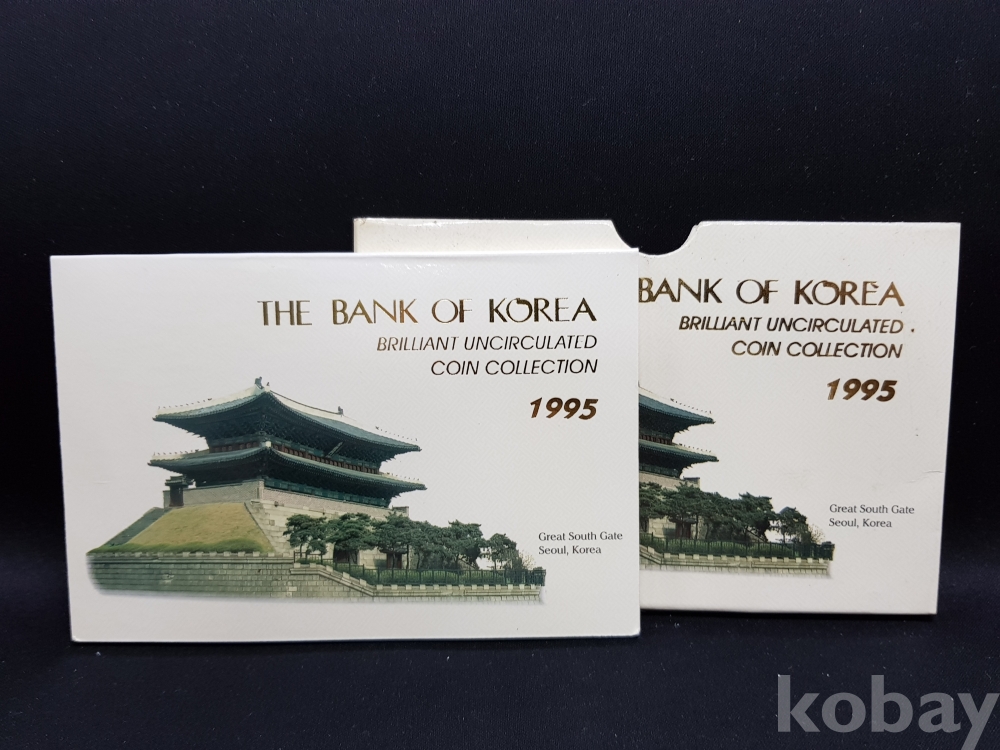 THE BANK OF KOREA
BRILLIANT UNCIRCULATED
COIN COLLECTION
1995
Great South Gate
Seoul, Korea
BANK OF KOREA
BRILLIANT UNCIRCULATED
COIN COLLECTION
1995
Great South Gate
Seoul, Korea
kobay